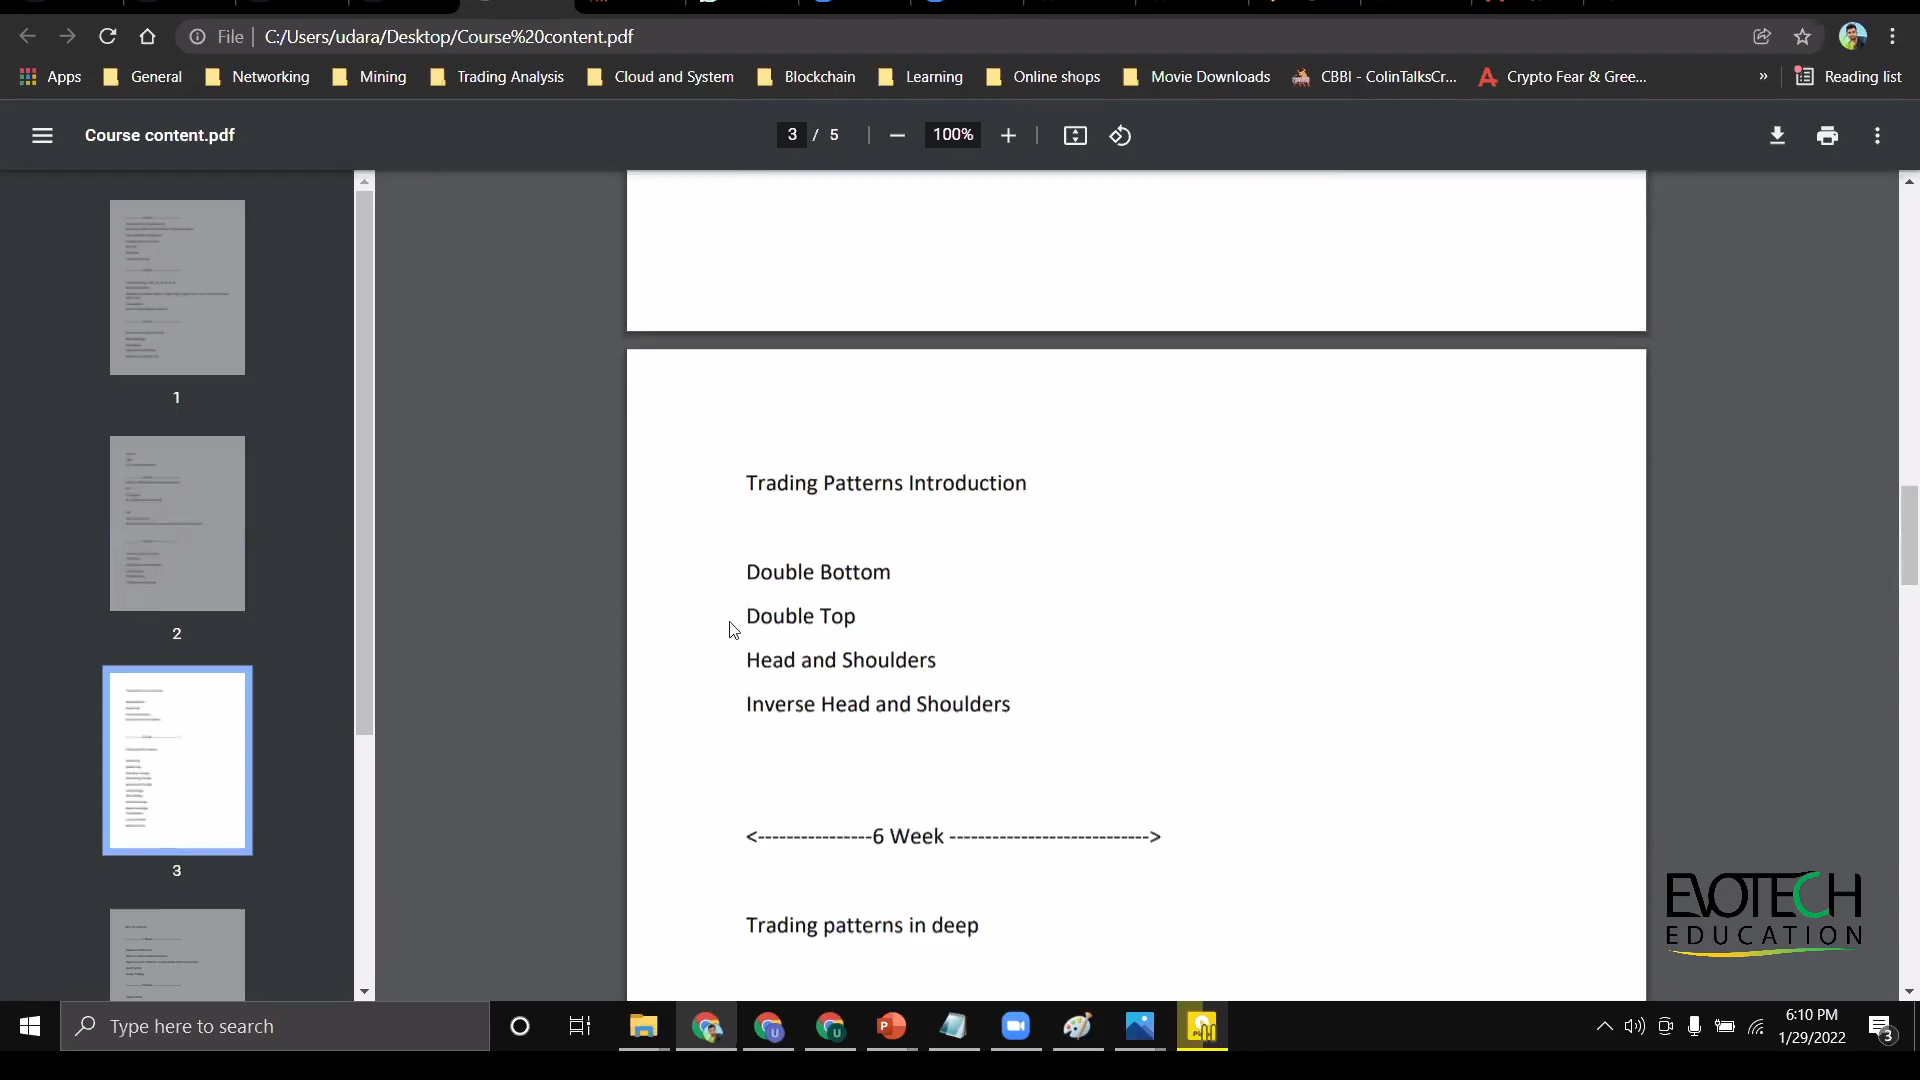 File
C:/Users/udara/Desktop/Course%20content.pdf
Apps
General
Networking
Mining
Trading Analysis
Cloud and System
Blockchain
Learning
Online shops
Movie Downloads
CBBI - ColinTalksCr...
Crypto Fear & Gree...
»
Reading list
Course content.pdf
3 / 5
100%
1
2
3
Trading Patterns Introduction
Double Bottom
Double Top
Head and Shoulders
Inverse Head and Shoulders
<----------------6 Week ---------------------------->
Trading patterns in deep
EVOTECH
EDUCATION
Type here to search
6:10 PM
1/29/2022
3